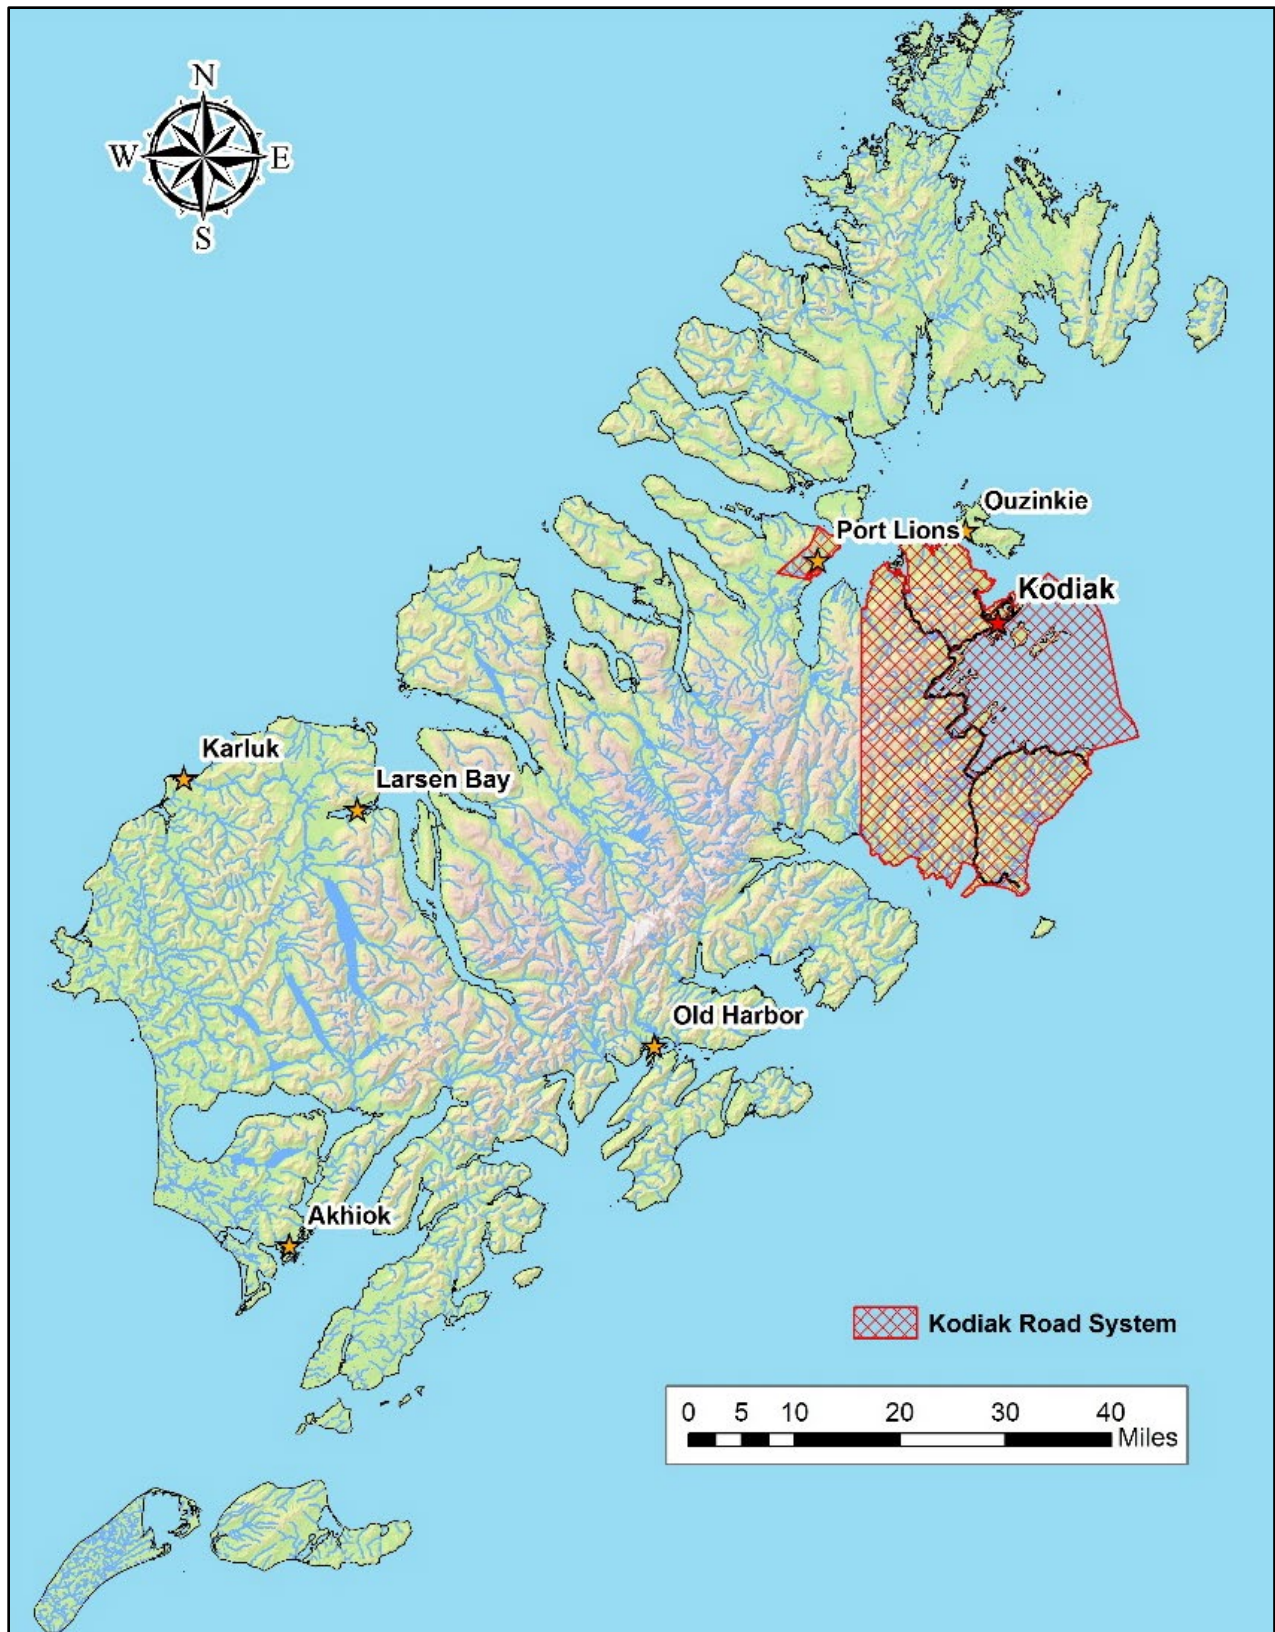 N
W E
S
Ouzinkie
Port Lions
Kodiak
Karluk
Larsen Bay
Old Harbor
Akhiok
Kodiak Road System
0 5 10 20 30 40
Miles